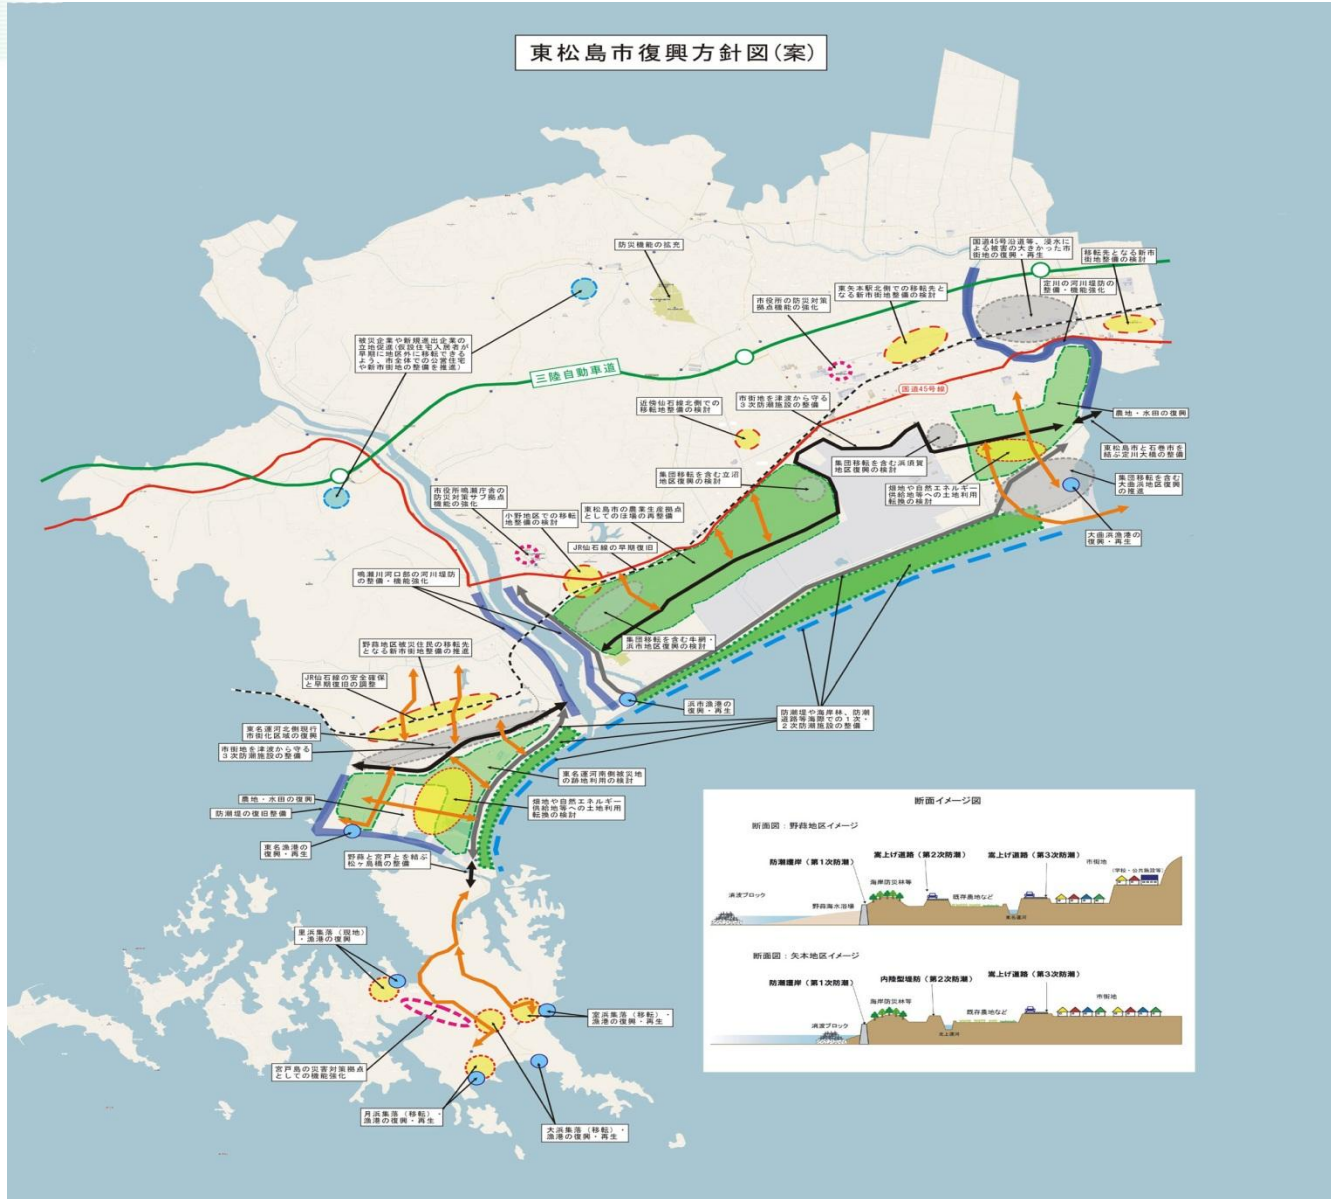 東松島市復興方針図(案)
防災機能の拡充
国道45号沿道等、浸水に
よる被害の大きかった市
街地の復興・再生
移転先となる新市
街地整備の検討
定川の河川堤防の
整備・機能強化
東矢本駅北側での移転先と
なる新市街地整備の検討
市役所の防災対策
拠点機能の強化
被災企業や新規進出企業の
立地促進(仮設住宅入居者が
早期に地区外に移転できる
よう、市全体での公営住宅
や新市街地の整備を推進)
三陸自動車道
国道45号線
近傍仙石線北側での
移転地整備の検討
市街地を津波から守る
3次防潮施設の整備
農地・水田の復興
東松島市と石巻市を
結ぶ定川大橋の整備
集団移転を含む浜須賀
地区復興の検討
集団移転を含む立沼
地区復興の検討
集団移転を含む
大曲浜地区復興
の推進
畑地や自然エネルギー
供給地等への土地利用
転換の検討
市役所鳴瀬庁舎の
防災対策サブ拠点
機能の強化
東松島市の農業生産拠点
としてのほ場の再整備
小野地区での移転
地整備の検討
大曲浜漁港の
復興・再生
JR仙石線の早期復旧
鳴瀬川河口部の河川堤防
の整備・機能強化
集団移転を含む牛網・
浜市地区復興の検討
野蒜地区被災住民の移転先
となる新市街地整備の推進
JR仙石線の安全確保
と早期復旧の調整
浜市漁港の
復興・再生
防潮堤や海岸林、防潮
道路等海際での1次・
2次防潮施設の整備
東名運河北側現行
市街化区域の復興
市街地を津波から守る
3次防潮施設の整備
東名運河南側被災地
の跡地利用の検討
農地・水田の復興
防潮堤の復旧整備
畑地や自然エネルギー
供給地等への土地利用
転換の検討
東名漁港の
復興・再生
野蒜と宮戸とを結ぶ
松ヶ島橋の整備
里浜集落(現地)
・漁港の復興
室浜集落(移転)・
漁港の復興・再生
宮戸島の災害対策拠点
としての機能強化
月浜集落(移転)・
漁港の復興・再生
大浜集落(移転)・
漁港の復興・再生
断面イメージ図
断面図:野蒜地区イメージ
防潮護岸(第1次防潮)
嵩上げ道路(第2次防潮)
嵩上げ道路(第3次防潮)
市街地
(学校・公共施設等)
海岸防災林等
消波ブロック
野蒜海水浴場
既存農地など
東名運河
断面図:矢本地区イメージ
防潮護岸(第1次防潮)
内陸型堤防(第2次防潮)
嵩上げ道路(第3次防潮)
海岸防災林等
消波ブロック
既存農地など
市街地
北上運河